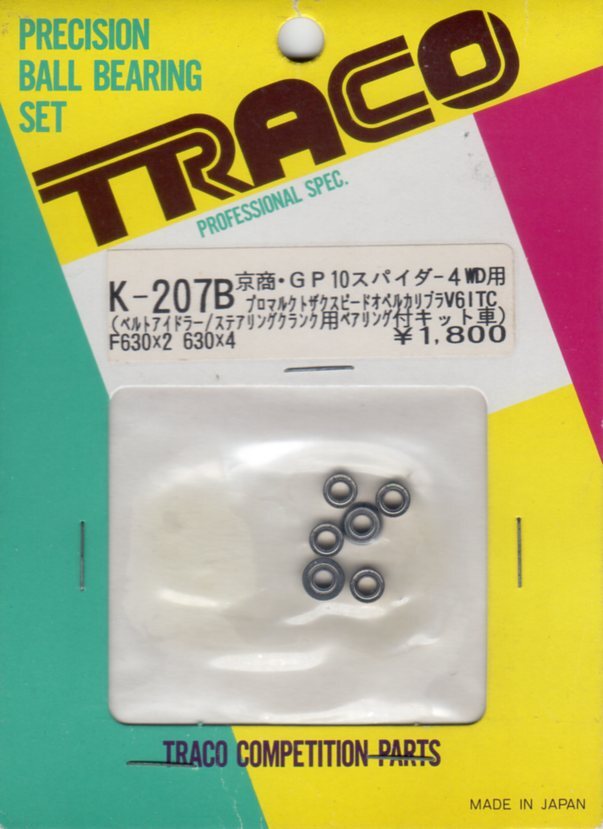 PRECISION
BALL BEARING
SET
TRACO
PROFESSIONAL SPEC.
K-207B 京商・GP10スパイダー4WD用
プロマルクトザクスピードオペルカリブラV6ITC
(ベルトアイドラー/ステアリングクランク用ベアリング付キット車)
F630×2 630×4 ¥1,800
TRACO COMPETITION PARTS
MADE IN JAPAN